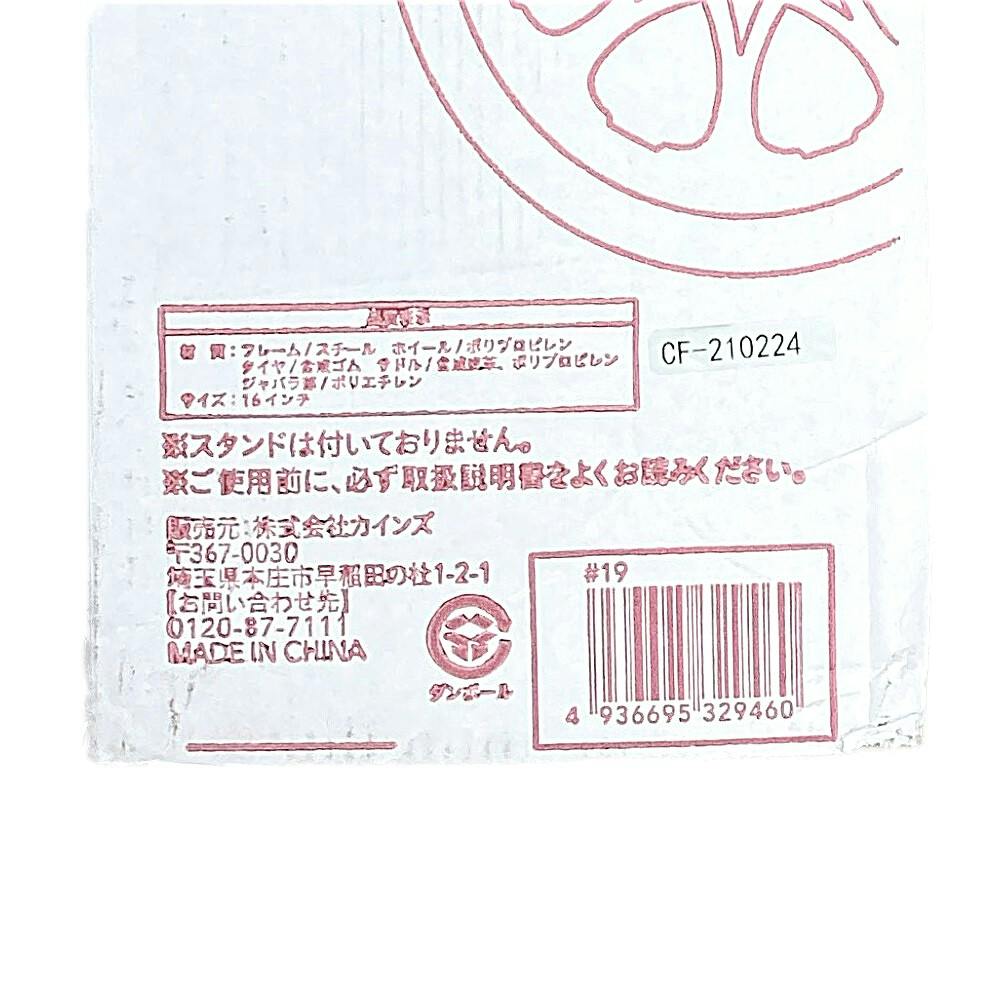 品質表示
材　質：フレーム/スチール　ホイール/ポリプロピレン
タイヤ/合成ゴム　サドル/合成皮革、ポリプロピレン
ジャバラ部/ポリエチレン
サイズ：16インチ
CF-210224
※スタンドは付いておりません。
※ご使用前に、必ず取扱説明書をよくお読みください。
販売元：株式会社カインズ
〒367-0030
埼玉県本庄市早稲田の杜1-2-1
【お問い合わせ先】
0120-87-7111
MADE IN CHINA
ダンボール
#19
4 936695 329460